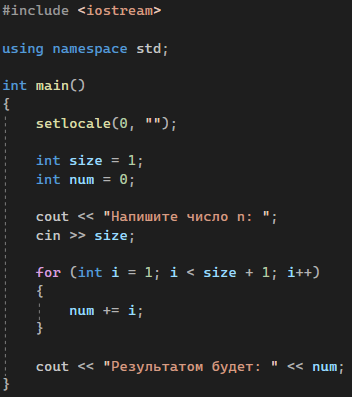 #include <iostream>
using namespace std;
int main()
{
setlocale(0, "");
int size = 1;
int num = 0;
cout << "Напишите число n: ";
cin >> size;
for (int i = 1; i < size + 1; i++)
{
num += i;
}
cout << "Результатом будет: " << num;
}